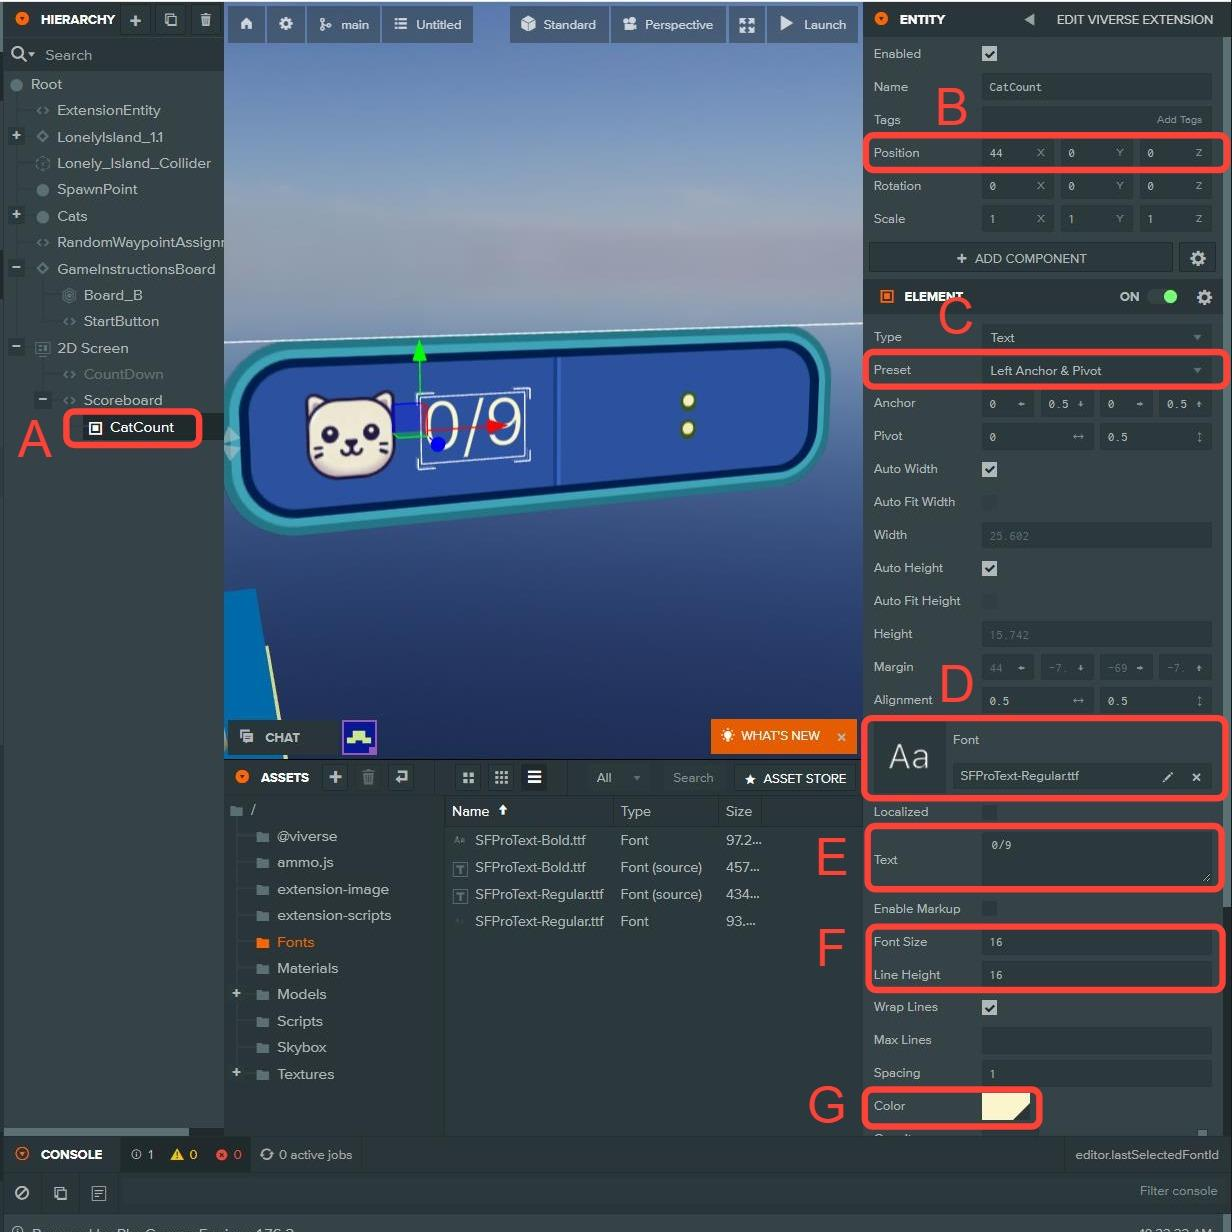 HIERARCHY
Search
Root
ExtensionEntity
LonelyIsland_1.1
Lonely_Island_Collider
SpawnPoint
Cats
RandomWaypointAssignr
GameInstructionsBoard
Board_B
StartButton
2D Screen
CountDown
Scoreboard
CatCount
A
main
Untitled
Standard
Perspective
Launch
0/9
CHAT
WHAT'S NEW
ASSETS
All
Search
ASSET STORE
/
@viverse
ammo.js
extension-image
extension-scripts
Fonts
Materials
Models
Scripts
Skybox
Textures
Name Type Size
SFProText-Bold.ttf Font 97.2...
SFProText-Bold.ttf Font (source) 457...
SFProText-Regular.ttf Font (source) 434...
SFProText-Regular.ttf Font 93....
ENTITY EDIT VIVERSE EXTENSION
Enabled
Name CatCount
B
Tags Add Tags
Position 44 X 0 Y 0 Z
Rotation 0 X 0 Y 0 Z
Scale 1 X 1 Y 1 Z
+ ADD COMPONENT
ELEMENT ON
C
Type Text
Preset Left Anchor & Pivot
Anchor 0 0.5 0 0.5
Pivot 0 0.5
Auto Width
Auto Fit Width
Width 25.602
Auto Height
Auto Fit Height
Height 15.742
Margin 44 -7. -69 -7.
D
Alignment 0.5 0.5
Aa
Font
SFProText-Regular.ttf
Localized
E
Text 0/9
Enable Markup
F
Font Size 16
Line Height 16
Wrap Lines
Max Lines
Spacing 1
G
Color
CONSOLE 1 0 0 0 active jobs editor.lastSelectedFontId
Filter console